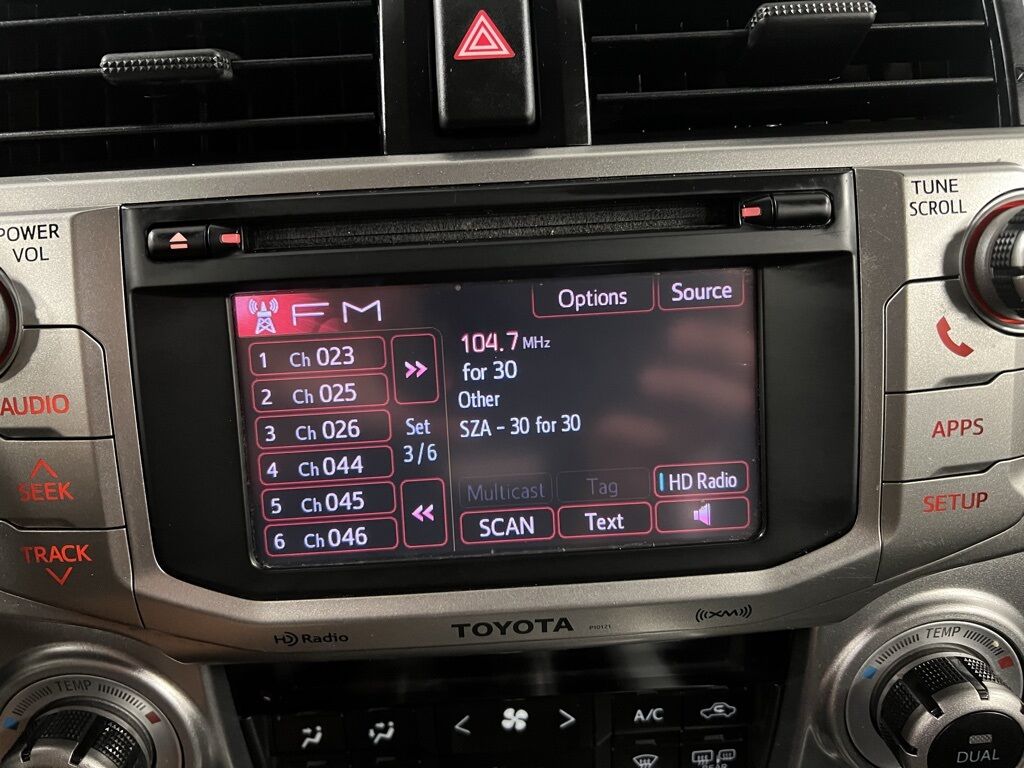 POWER
VOL
TUNE
SCROLL
FM
Options
Source
1 Ch 023
2 Ch 025
3 Ch 026
4 Ch 044
5 Ch 045
6 Ch 046
Set
3/6
104.7 MHz
for 30
Other
SZA - 30 for 30
Multicast
Tag
HD Radio
SCAN
Text
AUDIO
SEEK
TRACK
APPS
SETUP
HD Radio
TOYOTA
P10121
((XM))
TEMP
A/C
REAR
TEMP
DUAL